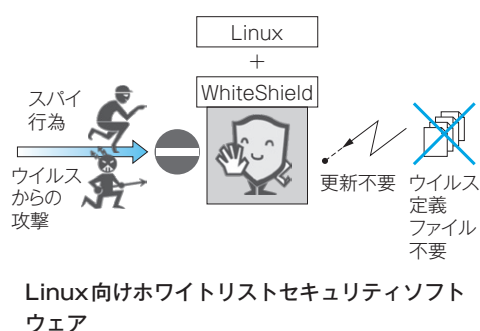 Linux
+
WhiteShield
スパイ
行為
ウイルス
からの
攻撃
更新不要
ウイルス
定義
ファイル
不要
Linux向けホワイトリストセキュリティソフト
ウェア